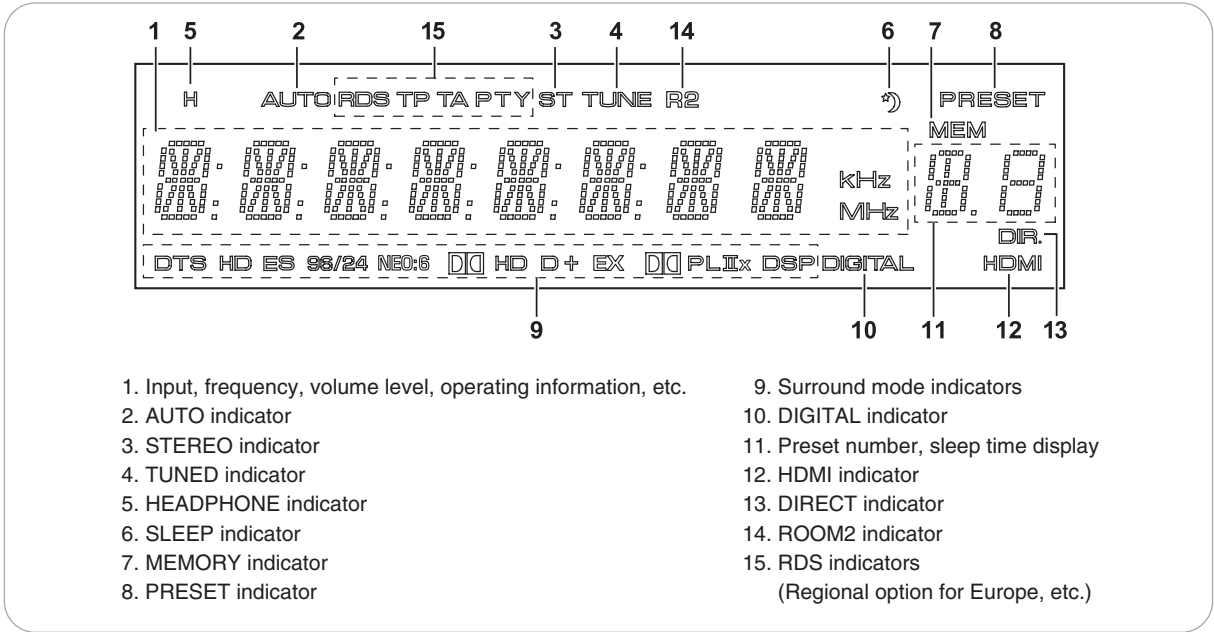 1 5 2 15 3 4 14 6 7 8
H AUTO RDS TP TA PTY ST TUNE R2 PRESET
MEM
kHz
MHz
DIR.
DTS HD ES 96/24 NEO:6 HD D+ EX PLIIx DSP DIGITAL HDMI
9 10 11 12 13
1. Input, frequency, volume level, operating information, etc.
2. AUTO indicator
3. STEREO indicator
4. TUNED indicator
5. HEADPHONE indicator
6. SLEEP indicator
7. MEMORY indicator
8. PRESET indicator
9. Surround mode indicators
10. DIGITAL indicator
11. Preset number, sleep time display
12. HDMI indicator
13. DIRECT indicator
14. ROOM2 indicator
15. RDS indicators
(Regional option for Europe, etc.)